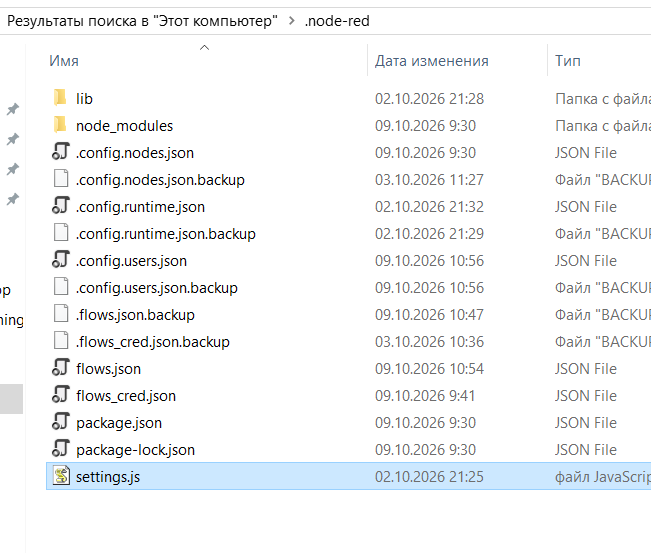 Результаты поиска в "Этот компьютер" > .node-red
Имя Дата изменения Тип
lib 02.10.2026 21:28 Папка с файла
node_modules 09.10.2026 9:30 Папка с файла
.config.nodes.json 09.10.2026 9:30 JSON File
.config.nodes.json.backup 03.10.2026 11:27 Файл "BACKUP
.config.runtime.json 02.10.2026 21:32 JSON File
.config.runtime.json.backup 02.10.2026 21:29 Файл "BACKUP
.config.users.json 09.10.2026 10:56 JSON File
.config.users.json.backup 09.10.2026 10:56 Файл "BACKUP
.flows.json.backup 09.10.2026 10:47 Файл "BACKUP
.flows_cred.json.backup 03.10.2026 10:36 Файл "BACKUP
flows.json 09.10.2026 10:54 JSON File
flows_cred.json 09.10.2026 9:41 JSON File
package.json 09.10.2026 9:30 JSON File
package-lock.json 09.10.2026 9:30 JSON File
settings.js 02.10.2026 21:25 файл JavaScrip